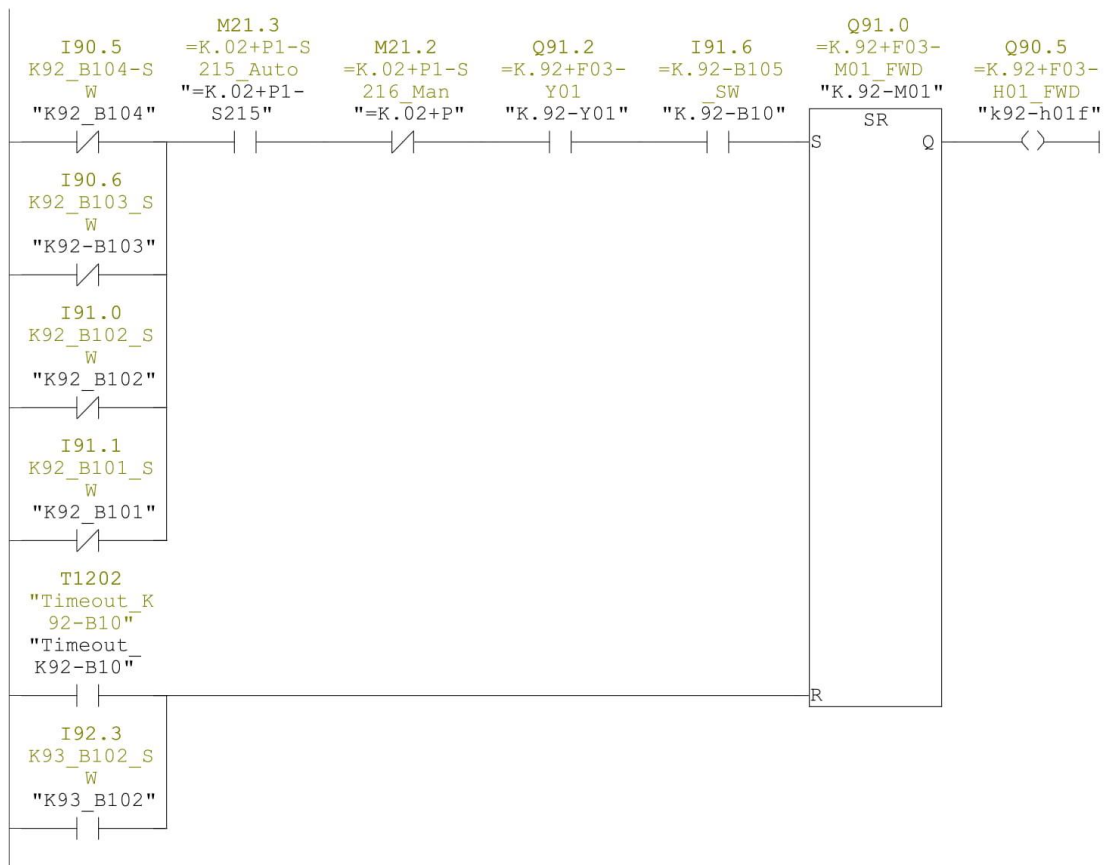 I90.5
K92_B104-S
W
"K92_B104"
M21.3
=K.02+P1-S
215_Auto
"=K.02+P1-
S215"
M21.2
=K.02+P1-S
216_Man
"=K.02+P"
Q91.2
=K.92+F03-
Y01
"K.92-Y01"
I91.6
=K.92-B105
_SW
"K.92-B10"
Q91.0
=K.92+F03-
M01_FWD
"K.92-M01"
SR
S
Q
Q90.5
=K.92+F03-
H01_FWD
"k92-h01f"
I90.6
K92_B103_S
W
"K92-B103"
I91.0
K92_B102_S
W
"K92_B102"
I91.1
K92_B101_S
W
"K92_B101"
T1202
"Timeout_K
92-B10"
"Timeout_
K92-B10"
R
I92.3
K93_B102_S
W
"K93_B102"